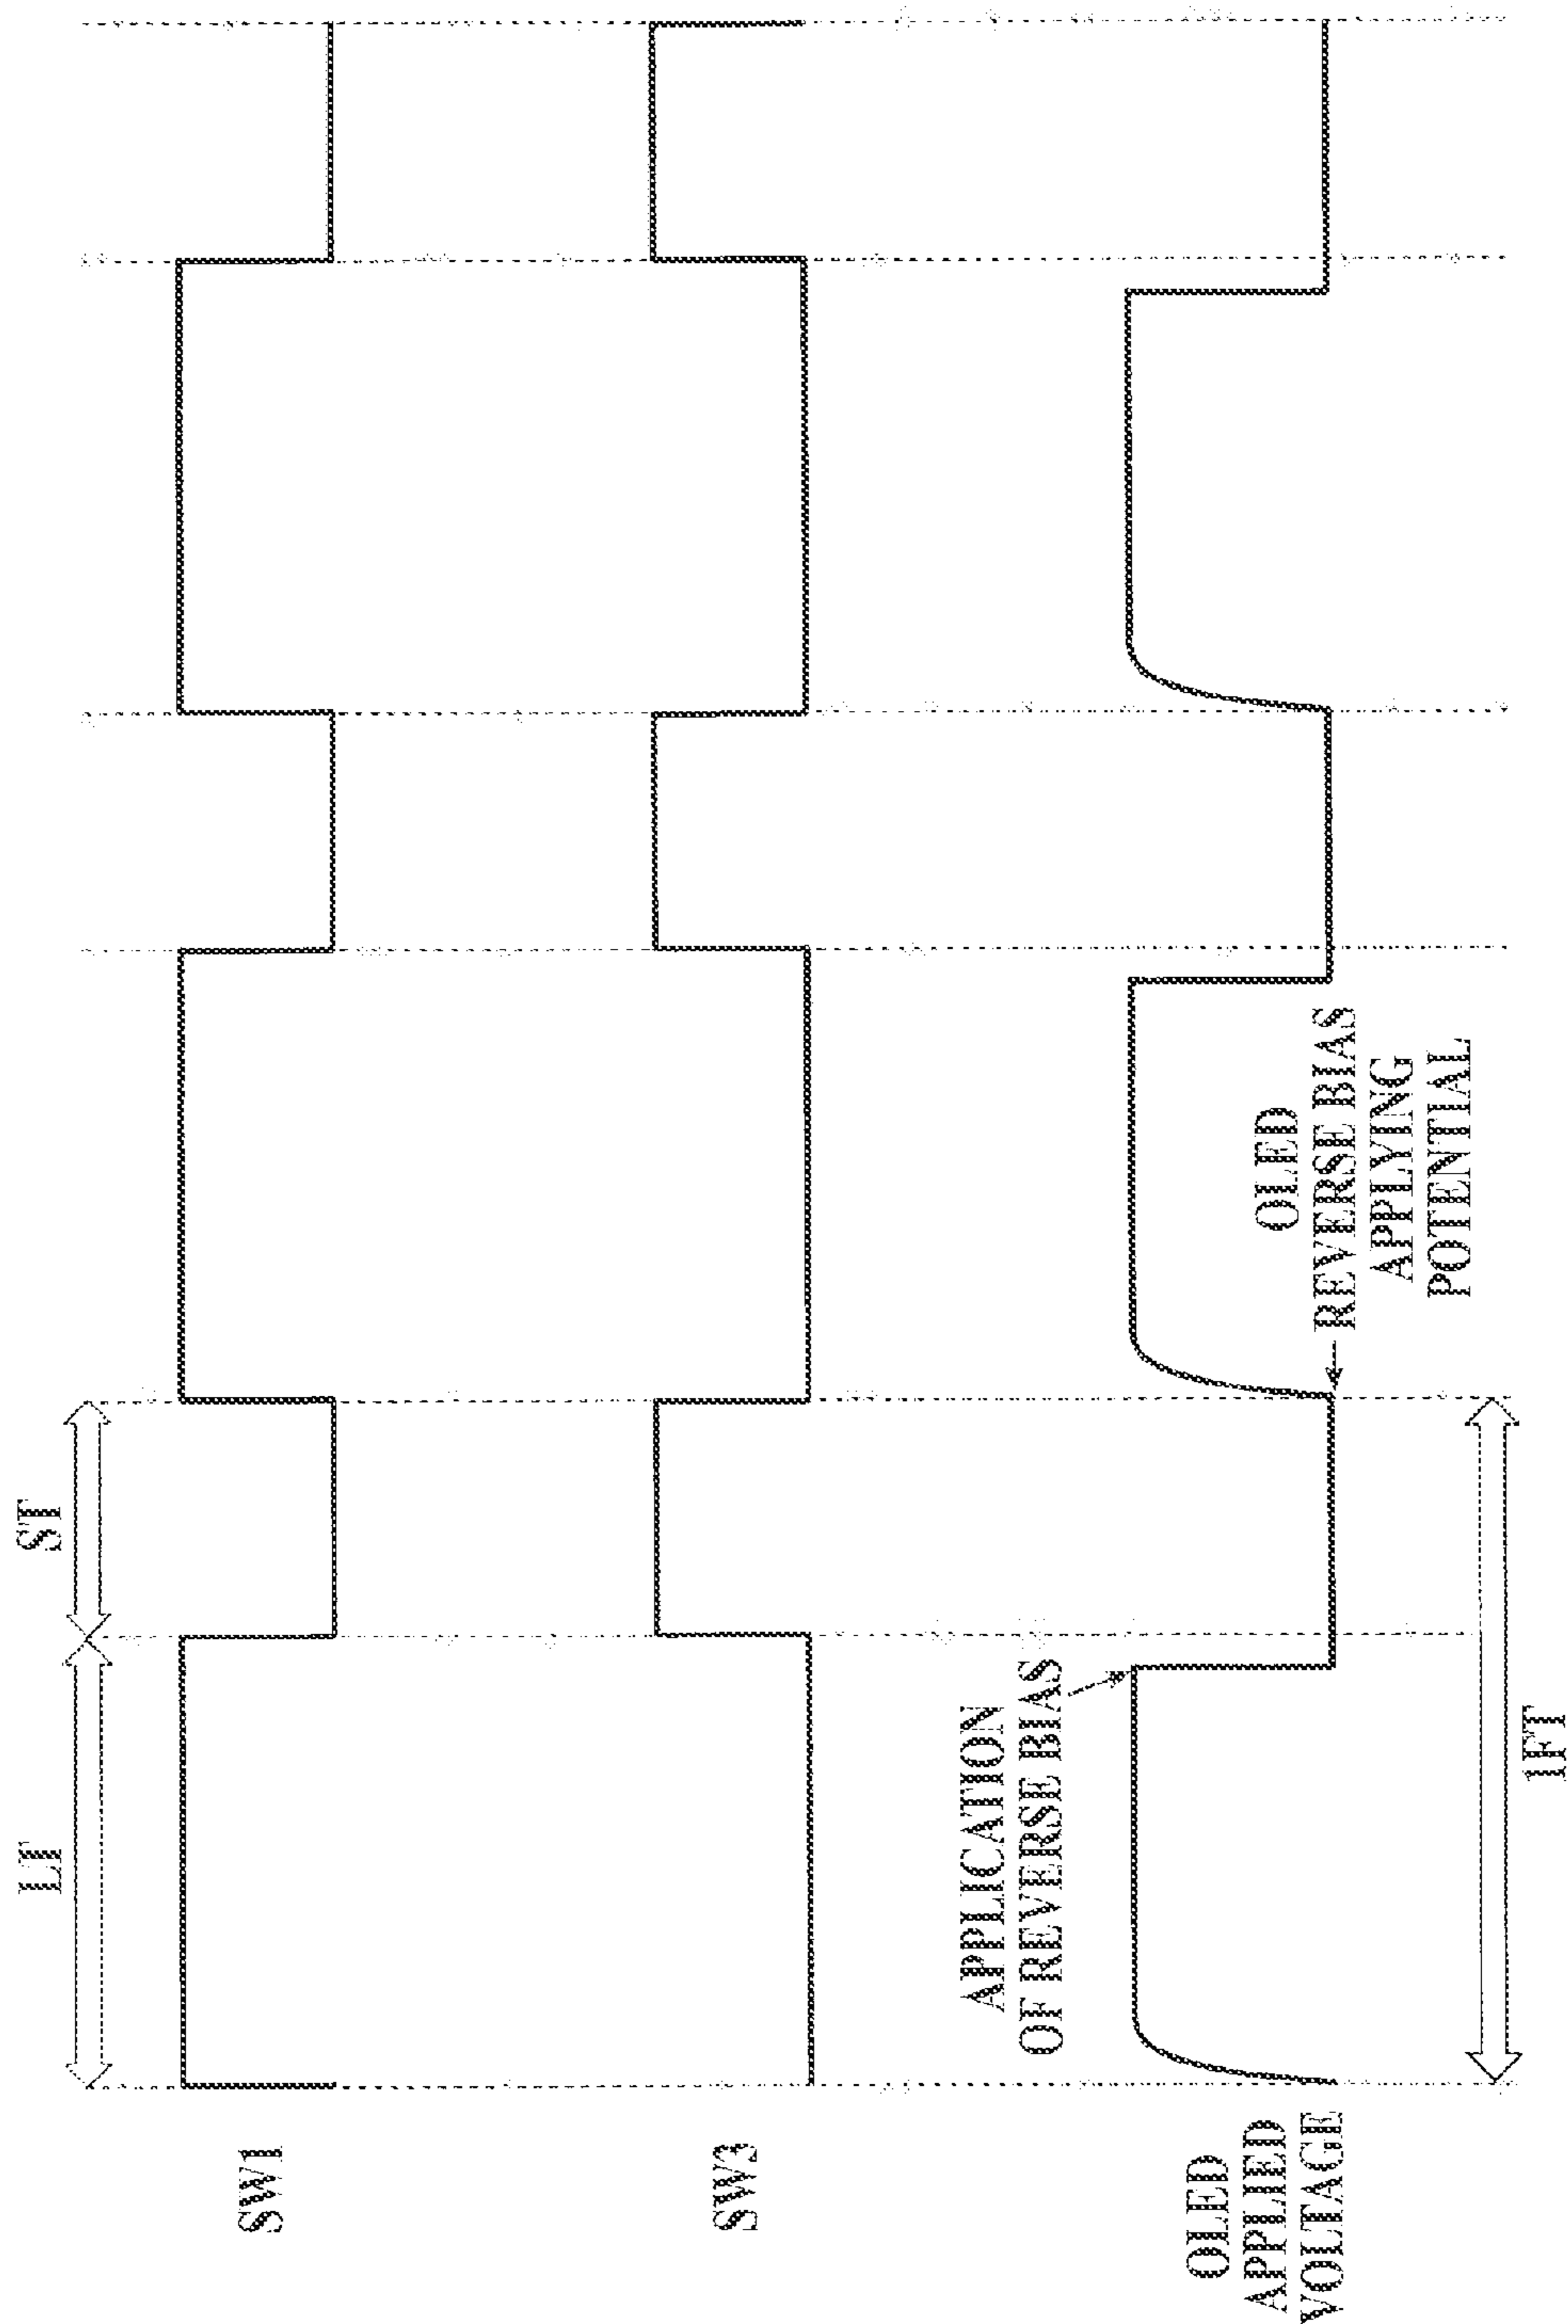 LT
ST
SW1
SW3
APPLICATION
OF REVERSE BIAS
OLED
APPLIED
VOLTAGE
OLED
REVERSE BIAS
APPLYING
POTENTIAL
1FT